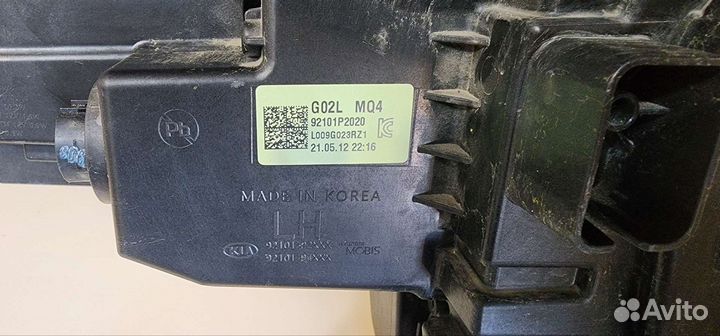 G02L MQ4
92101P2020
L009G023RZ1
21.05.12 22:16
Pb
MADE IN KOREA
LH
KIA
MOBIS
Avito